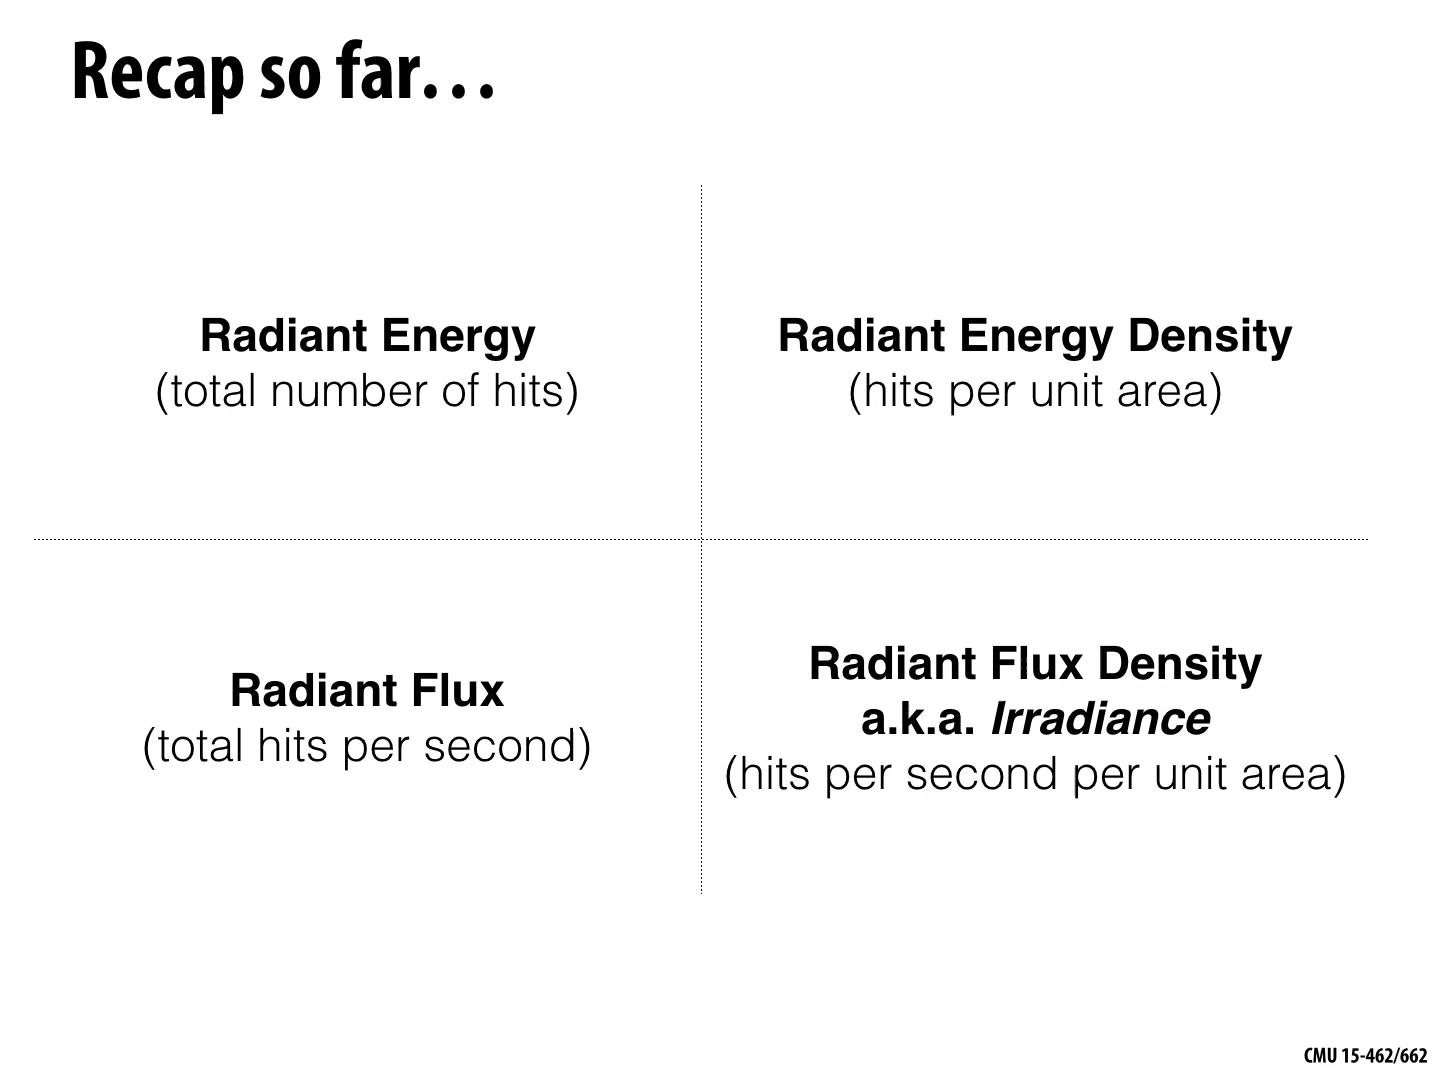 Recap so far…
Radiant Energy
(total number of hits)
Radiant Energy Density
(hits per unit area)
Radiant Flux
(total hits per second)
Radiant Flux Density
a.k.a. Irradiance
(hits per second per unit area)
CMU 15-462/662